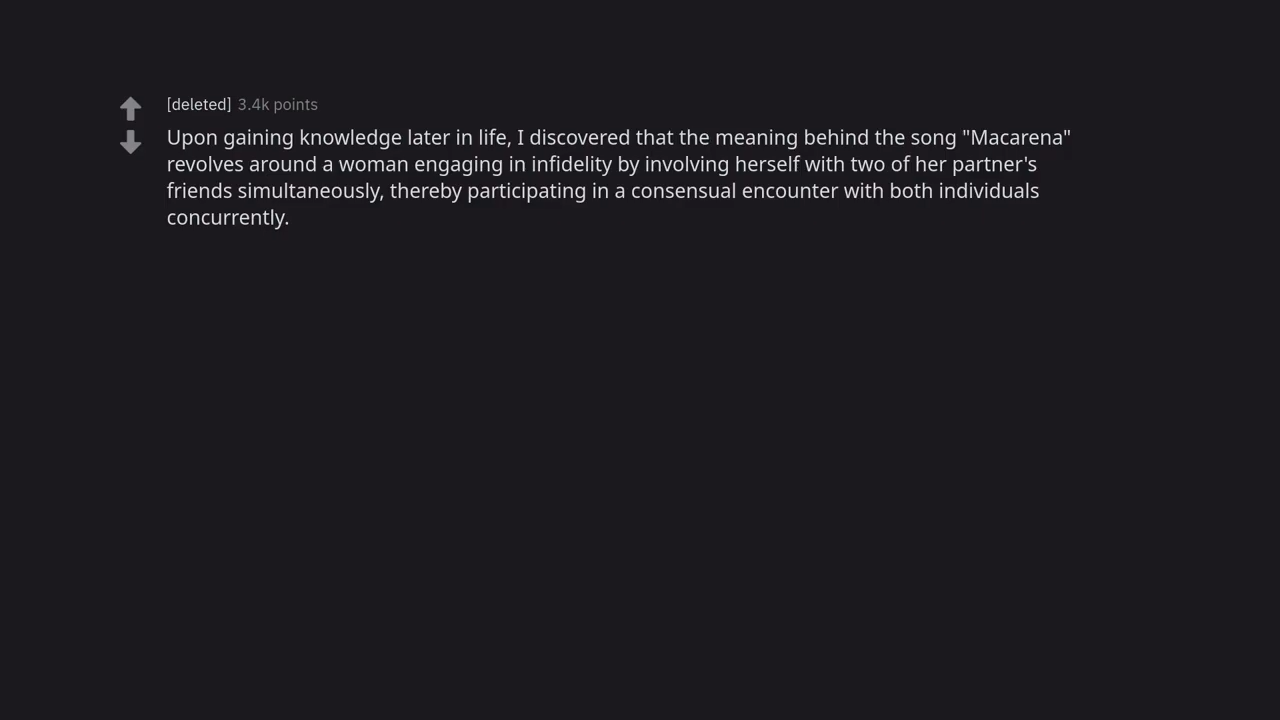 [deleted] 3.4k points
Upon gaining knowledge later in life, I discovered that the meaning behind the song "Macarena"
revolves around a woman engaging in infidelity by involving herself with two of her partner's
friends simultaneously, thereby participating in a consensual encounter with both individuals
concurrently.